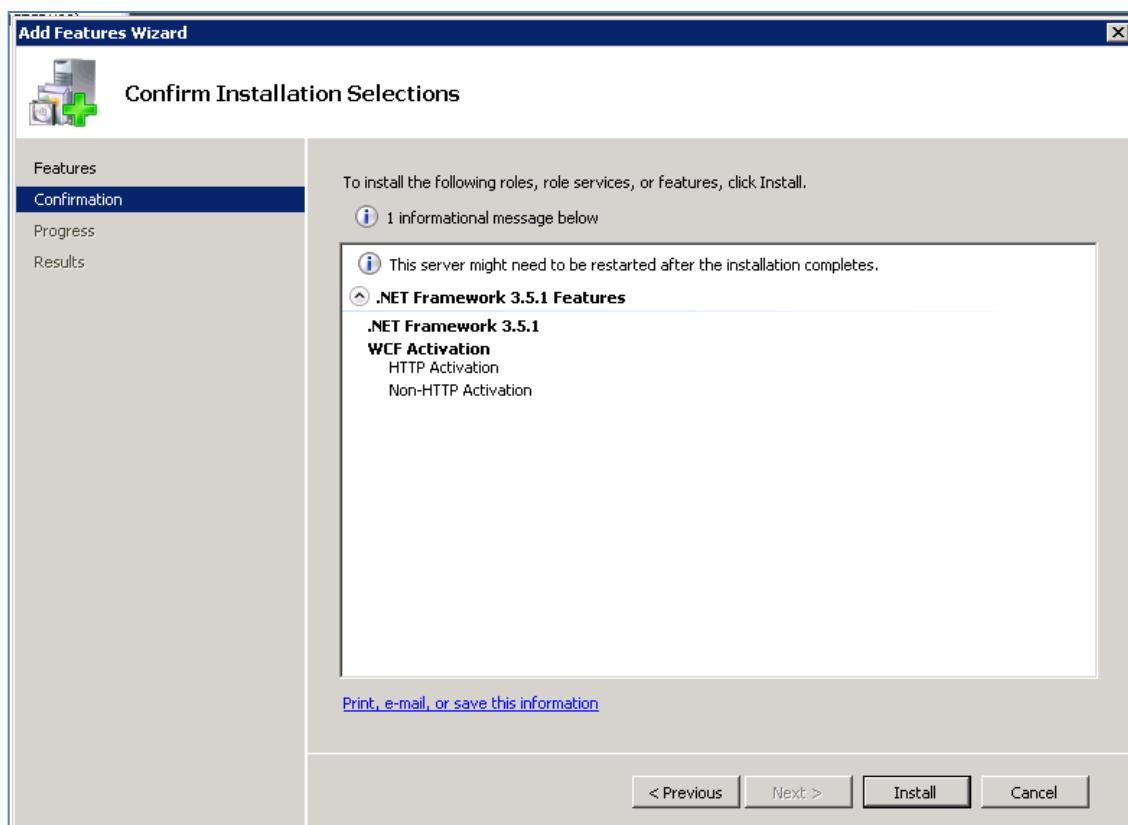 Add Features Wizard
Confirm Installation Selections
Features
Confirmation
Progress
Results
To install the following roles, role services, or features, click Install.
1 informational message below
This server might need to be restarted after the installation completes.
.NET Framework 3.5.1 Features
.NET Framework 3.5.1
WCF Activation
HTTP Activation
Non-HTTP Activation
Print, e-mail, or save this information
< Previous
Next >
Install
Cancel